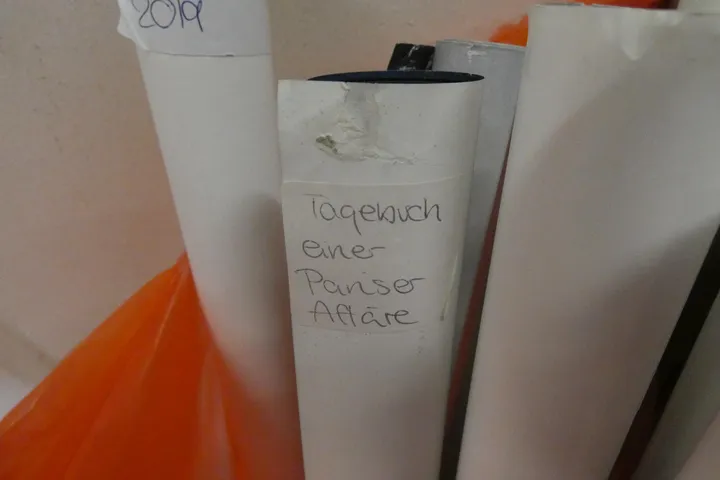 2019
Tagebuch
einer
Pariser
Affäre